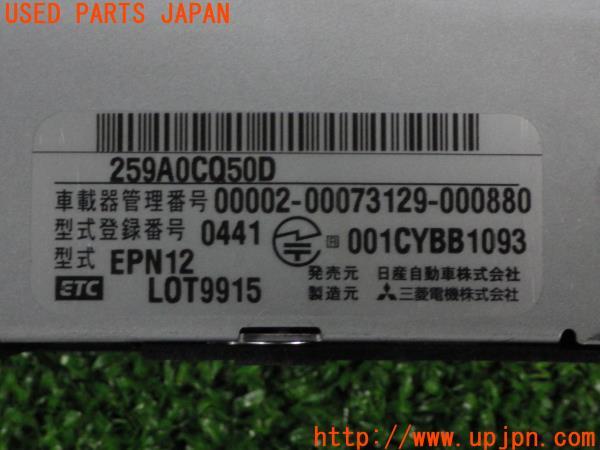 USED PARTS JAPAN
259A0CQ50D
車載器管理番号 00002-00073129-000880
型式登録番号 0441 R 001CYBB1093
型式 EPN12
ETC LOT9915
発売元 日産自動車株式会社
製造元 三菱電機株式会社
UPJ
www.upjpn.com